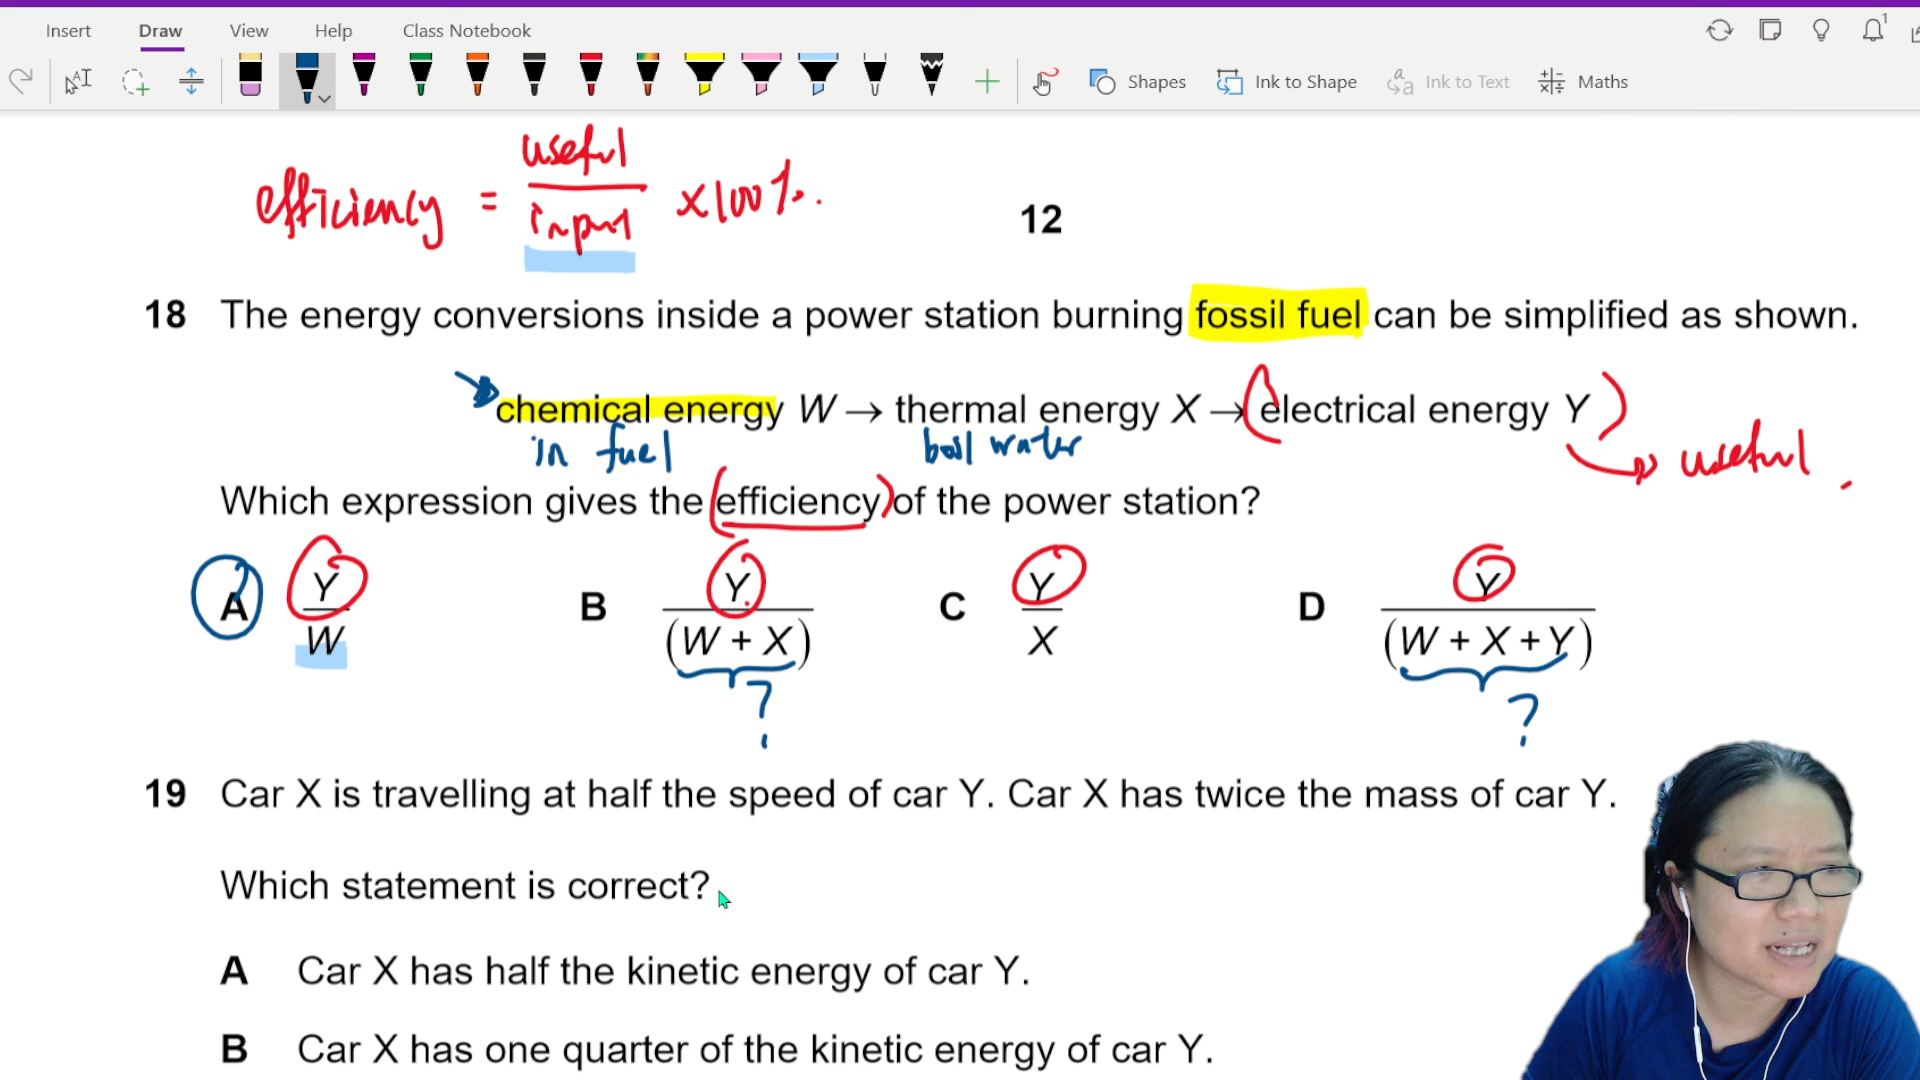 Insert Draw View Help Class Notebook 1
Shapes Ink to Shape Ink to Text Maths
efficiency = useful / input ×100%.
12
18 The energy conversions inside a power station burning fossil fuel can be simplified as shown.
chemical energy W → thermal energy X → (electrical energy Y)
in fuel boil water useful.
Which expression gives the (efficiency) of the power station?
A Y/W B Y/(W + X) C Y/X D Y/(W + X + Y)
? ?
19 Car X is travelling at half the speed of car Y. Car X has twice the mass of car Y.
Which statement is correct?
A Car X has half the kinetic energy of car Y.
B Car X has one quarter of the kinetic energy of car Y.